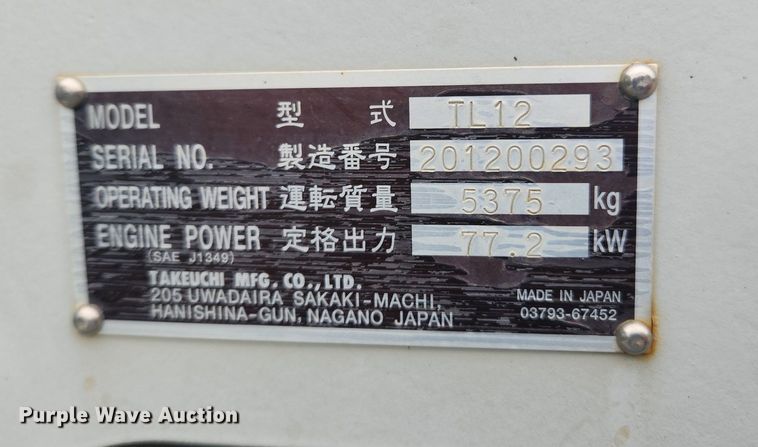 MODEL 型 式 TL12
SERIAL NO. 製造番号 201200293
OPERATING WEIGHT 運転質量 5375 kg
ENGINE POWER 定格出力 77.2 kW
(SAE J1349)
TAKEUCHI MFG. CO.,LTD.
205 UWADAIRA SAKAKI-MACHI, MADE IN JAPAN
HANISHINA-GUN, NAGANO JAPAN 03793-67452
Purple Wave Auction